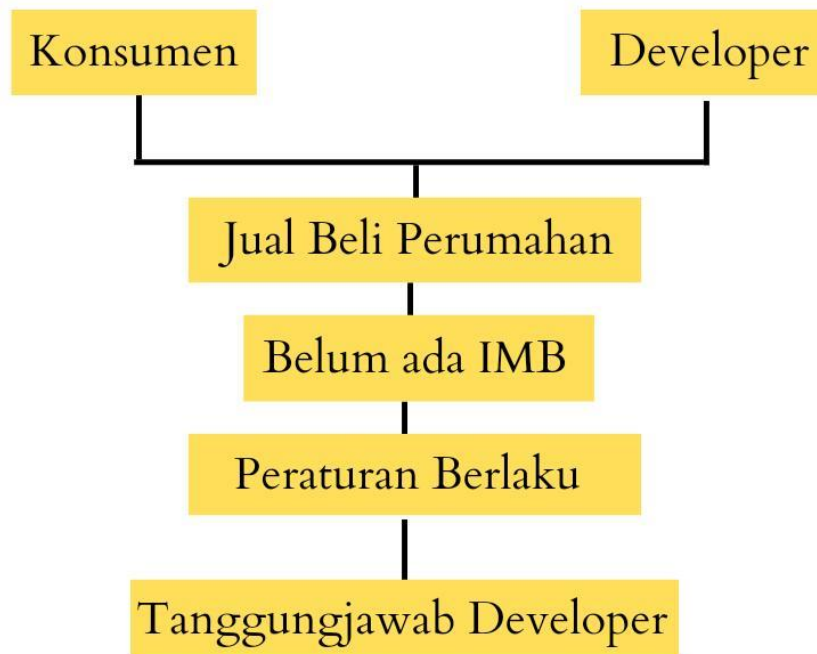 Konsumen
Developer
Jual Beli Perumahan
Belum ada IMB
Peraturan Berlaku
Tanggungjawab Developer